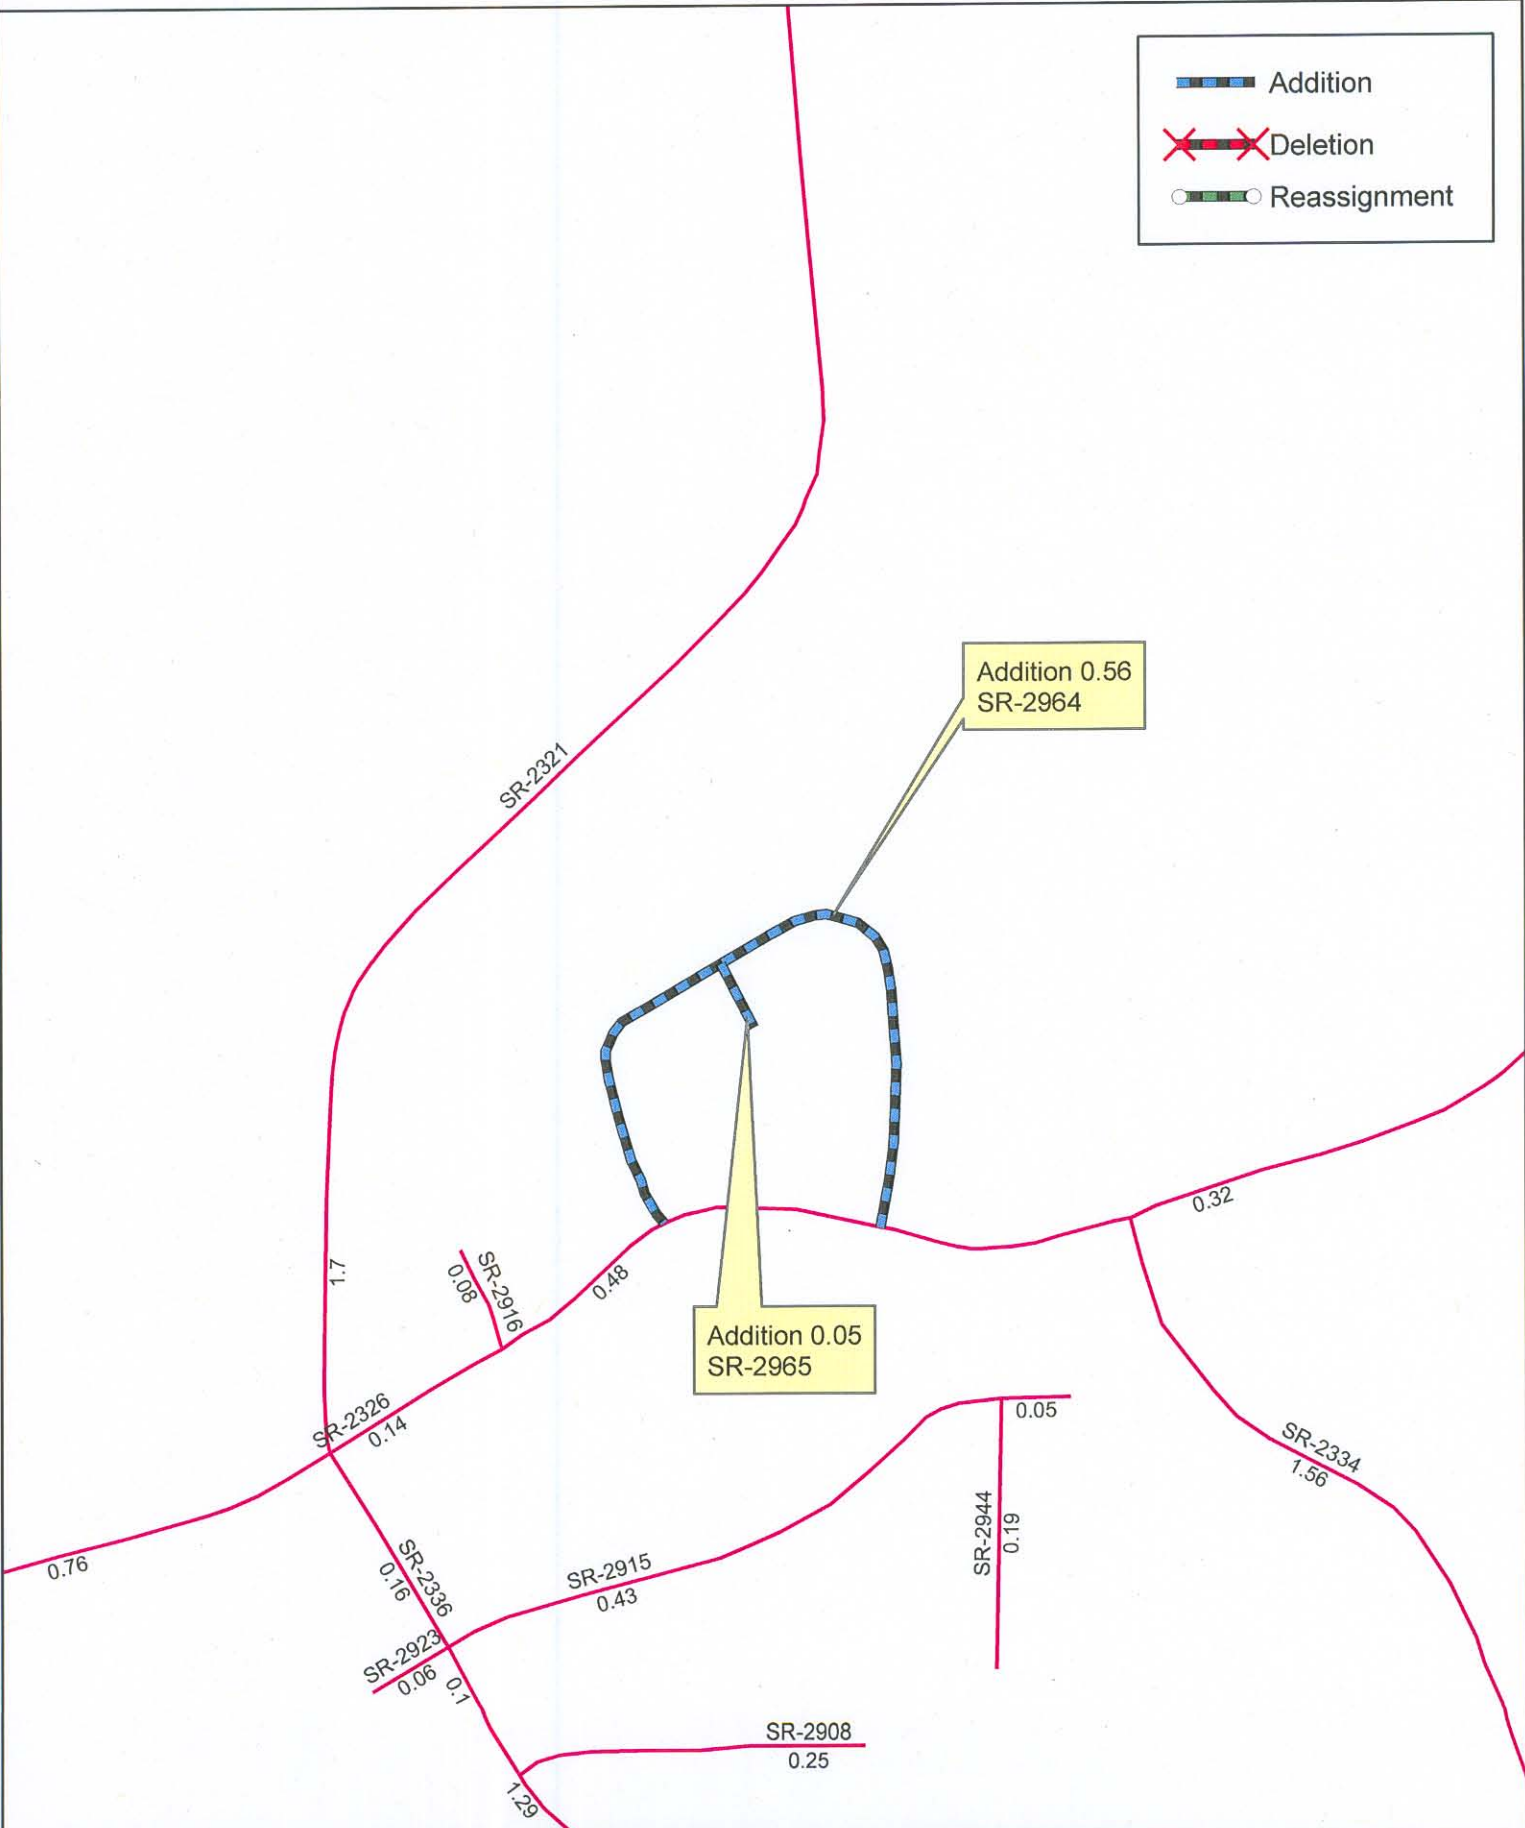 Addition
Deletion
Reassignment
Addition 0.56
SR-2964
SR-2321
0.32
1.7
SR-2916
0.08
0.48
Addition 0.05
SR-2965
SR-2326
0.14
0.05
SR-2334
1.56
SR-2944
0.19
0.76
SR-2336
0.16
SR-2915
0.43
SR-2923
0.06
0.1
SR-2908
0.25
1.29